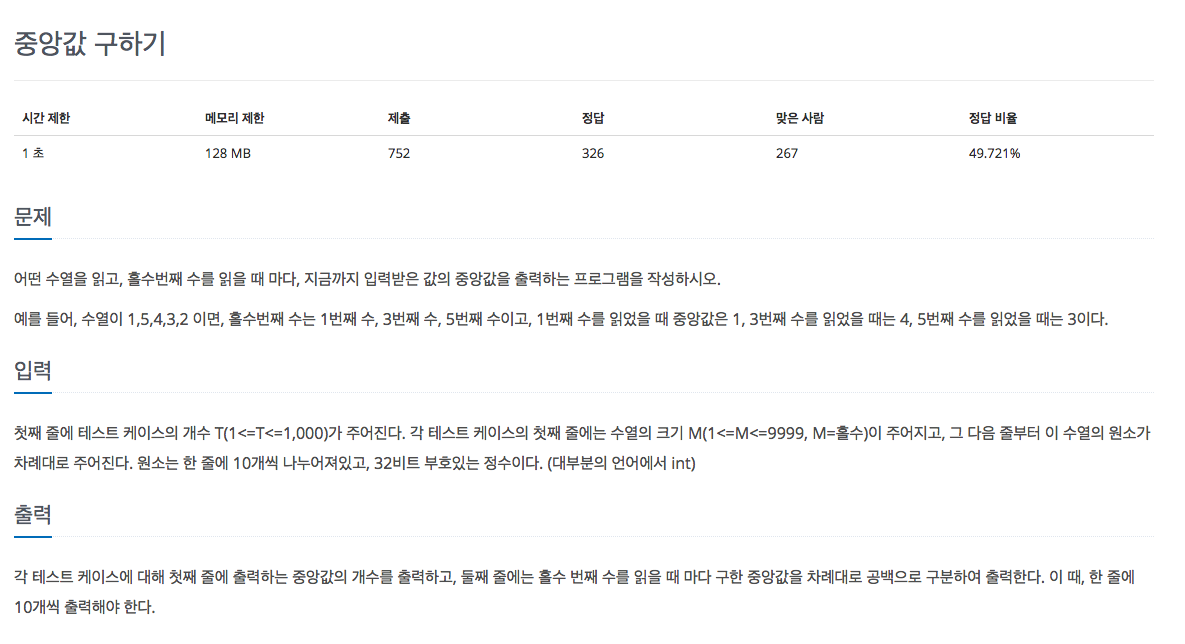 중앙값 구하기
시간 제한 메모리 제한 제출 정답 맞은 사람 정답 비율
1 초 128 MB 752 326 267 49.721%
문제
어떤 수열을 읽고, 홀수번째 수를 읽을 때 마다, 지금까지 입력받은 값의 중앙값을 출력하는 프로그램을 작성하시오.
예를 들어, 수열이 1,5,4,3,2 이면, 홀수번째 수는 1번째 수, 3번째 수, 5번째 수이고, 1번째 수를 읽었을 때 중앙값은 1, 3번째 수를 읽었을 때는 4, 5번째 수를 읽었을 때는 3이다.
입력
첫째 줄에 테스트 케이스의 개수 T(1<=T<=1,000)가 주어진다. 각 테스트 케이스의 첫째 줄에는 수열의 크기 M(1<=M<=9999, M=홀수)이 주어지고, 그 다음 줄부터 이 수열의 원소가
차례대로 주어진다. 원소는 한 줄에 10개씩 나누어져있고, 32비트 부호있는 정수이다. (대부분의 언어에서 int)
출력
각 테스트 케이스에 대해 첫째 줄에 출력하는 중앙값의 개수를 출력하고, 둘째 줄에는 홀수 번째 수를 읽을 때 마다 구한 중앙값을 차례대로 공백으로 구분하여 출력한다. 이 때, 한 줄에
10개씩 출력해야 한다.